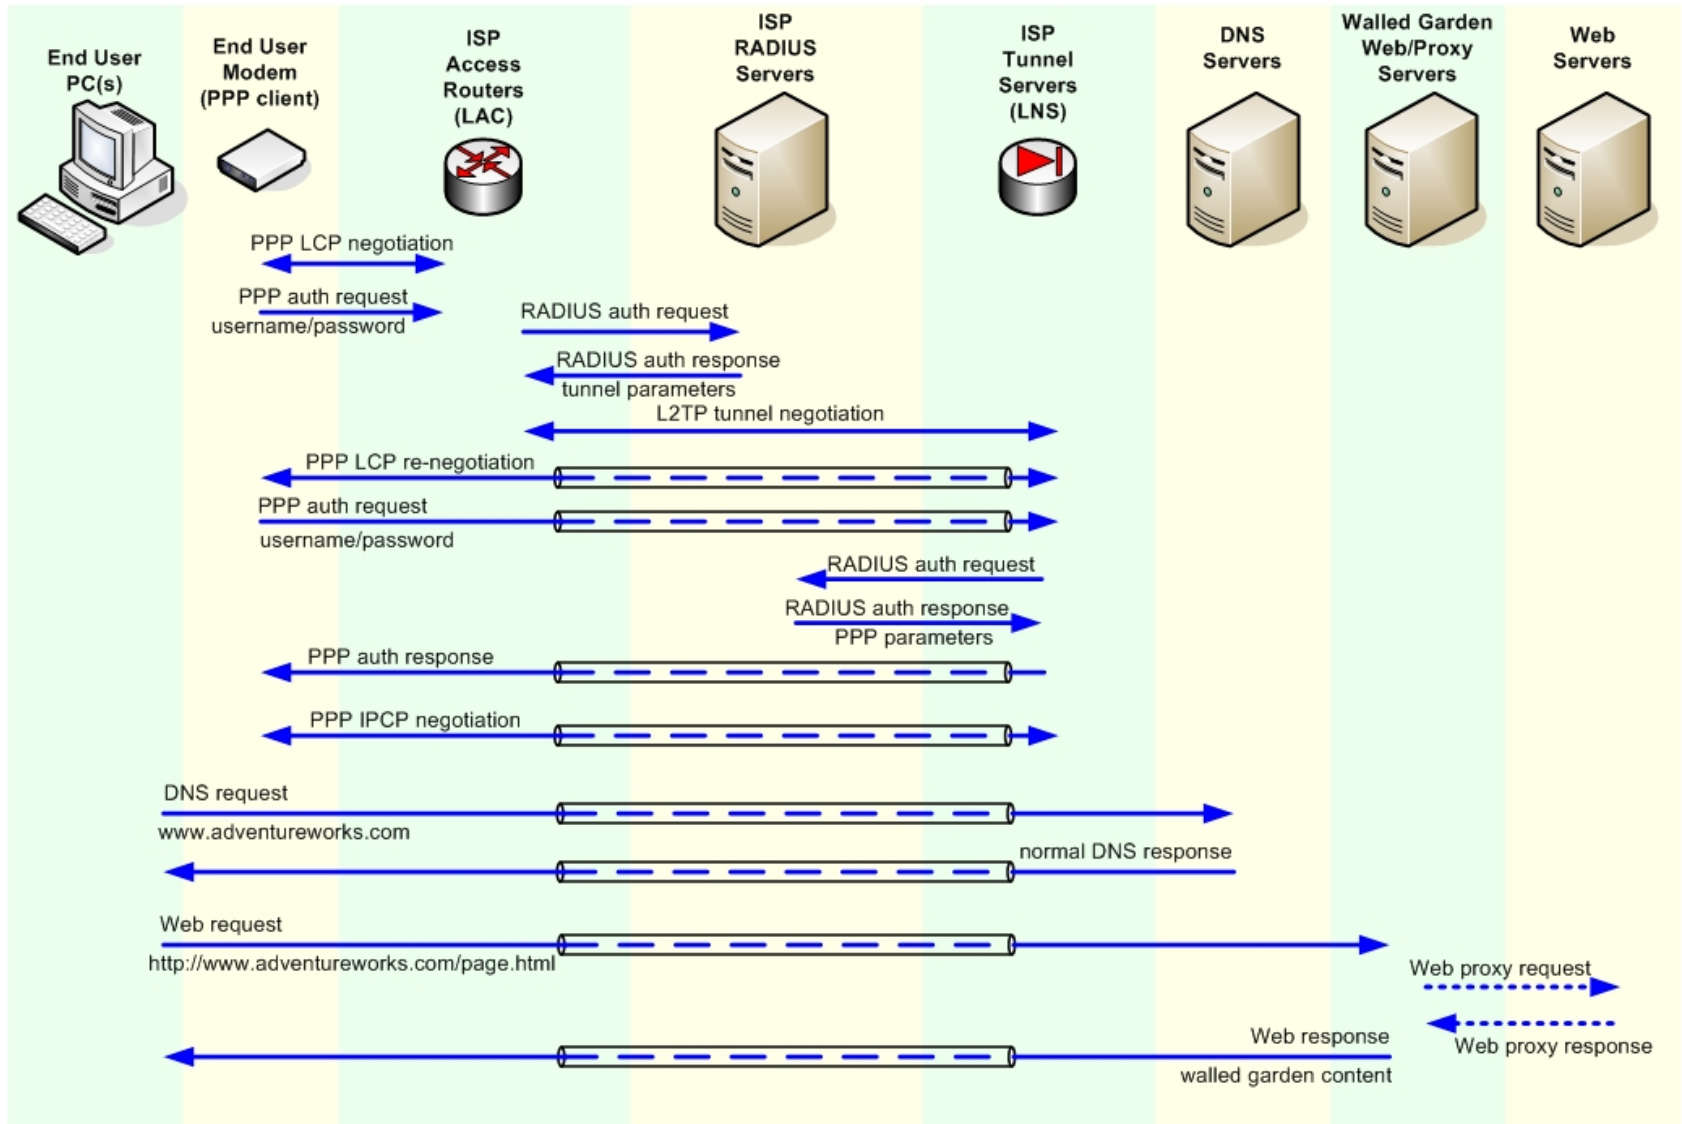 End User
PC(s)
End User
Modem
(PPP client)
ISP
Access
Routers
(LAC)
ISP
RADIUS
Servers
ISP
Tunnel
Servers
(LNS)
DNS
Servers
Walled Garden
Web/Proxy
Servers
Web
Servers
PPP LCP negotiation
PPP auth request
username/password
RADIUS auth request
RADIUS auth response
tunnel parameters
L2TP tunnel negotiation
PPP LCP re-negotiation
PPP auth request
username/password
RADIUS auth request
RADIUS auth response
PPP parameters
PPP auth response
PPP IPCP negotiation
DNS request
www.adventureworks.com
normal DNS response
Web request
http://www.adventureworks.com/page.html
Web proxy request
Web proxy response
Web response
walled garden content